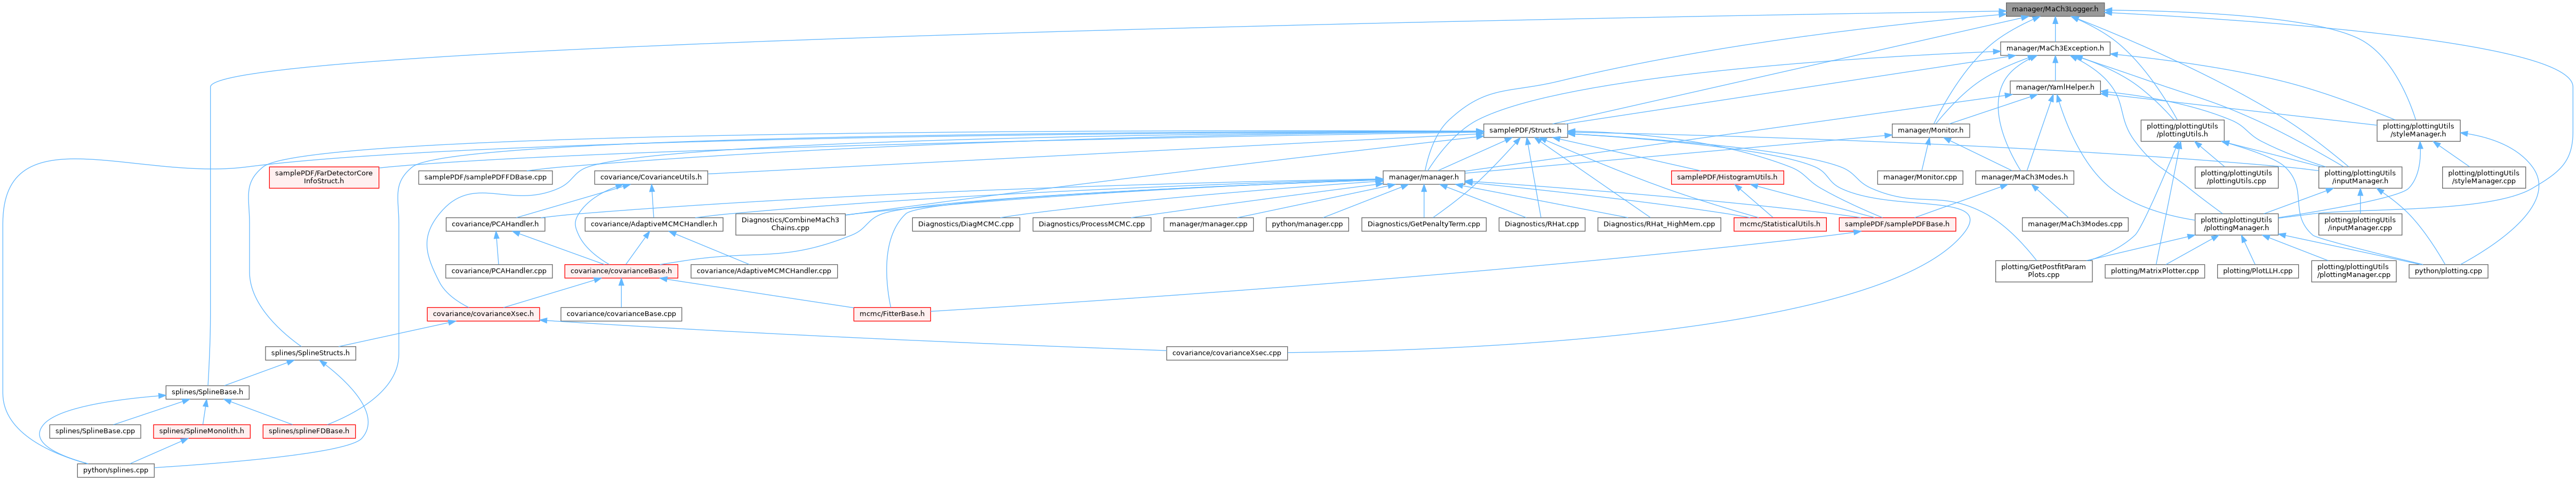 manager/MaCh3Logger.h
manager/MaCh3Exception.h
manager/YamlHelper.h
samplePDF/Structs.h
manager/Monitor.h
plotting/plottingUtils
/plottingUtils.h
plotting/plottingUtils
/styleManager.h
samplePDF/FarDetectorCore
InfoStruct.h
samplePDF/samplePDFFDBase.cpp
covariance/CovarianceUtils.h
manager/manager.h
samplePDF/HistogramUtils.h
manager/Monitor.cpp
manager/MaCh3Modes.h
plotting/plottingUtils
/plottingUtils.cpp
plotting/plottingUtils
/inputManager.h
plotting/plottingUtils
/styleManager.cpp
covariance/PCAHandler.h
covariance/AdaptiveMCMCHandler.h
Diagnostics/CombineMaCh3
Chains.cpp
Diagnostics/DiagMCMC.cpp
Diagnostics/ProcessMCMC.cpp
manager/manager.cpp
python/manager.cpp
Diagnostics/GetPenaltyTerm.cpp
Diagnostics/RHat.cpp
Diagnostics/RHat_HighMem.cpp
mcmc/StatisticalUtils.h
samplePDF/samplePDFBase.h
manager/MaCh3Modes.cpp
plotting/plottingUtils
/plottingManager.h
plotting/plottingUtils
/inputManager.cpp
covariance/PCAHandler.cpp
covariance/covarianceBase.h
covariance/AdaptiveMCMCHandler.cpp
plotting/GetPostfitParam
Plots.cpp
plotting/MatrixPlotter.cpp
plotting/PlotLLH.cpp
plotting/plottingUtils
/plottingManager.cpp
python/plotting.cpp
covariance/covarianceXsec.h
covariance/covarianceBase.cpp
mcmc/FitterBase.h
splines/SplineStructs.h
covariance/covarianceXsec.cpp
splines/SplineBase.h
splines/SplineBase.cpp
splines/SplineMonolith.h
splines/splineFDBase.h
python/splines.cpp